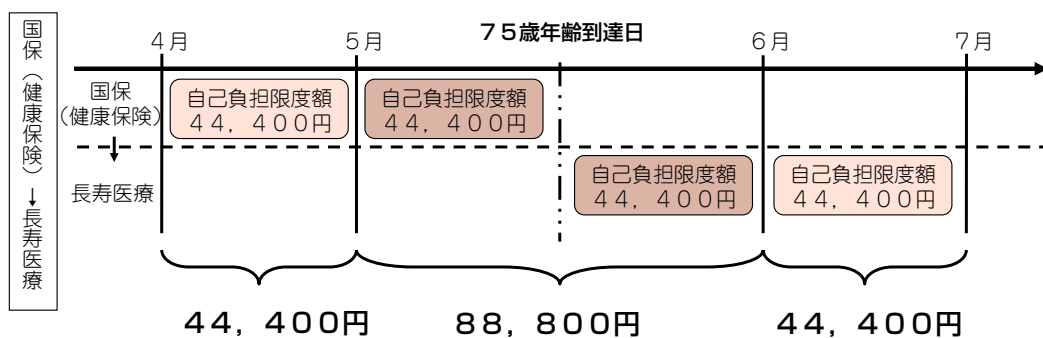 国保（健康保険）→長寿医療
4月
5月
７５歳年齢到達日
6月
7月
国保
（健康保険）
↓
長寿医療
自己負担限度額
４４，４００円
自己負担限度額
４４，４００円
自己負担限度額
４４，４００円
自己負担限度額
４４，４００円
４４，４００円
８８，８００円
４４，４００円